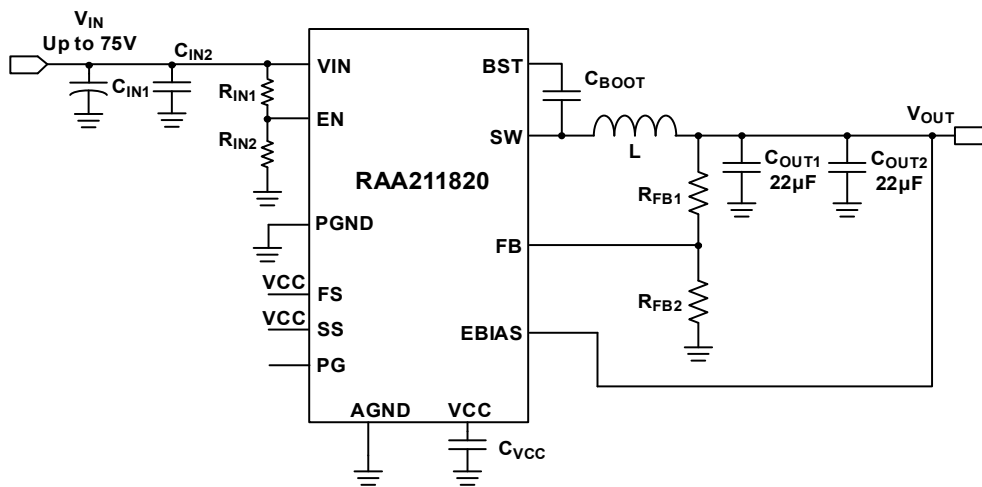 VIN
Up to 75V
CIN1
CIN2
RIN1
RIN2
VIN
EN
PGND
VCC
FS
VCC
SS
PG
RAA211820
AGND
VCC
CVCC
BST
SW
FB
EBIAS
CBOOT
L
RFB1
RFB2
COUT1
22µF
COUT2
22µF
VOUT